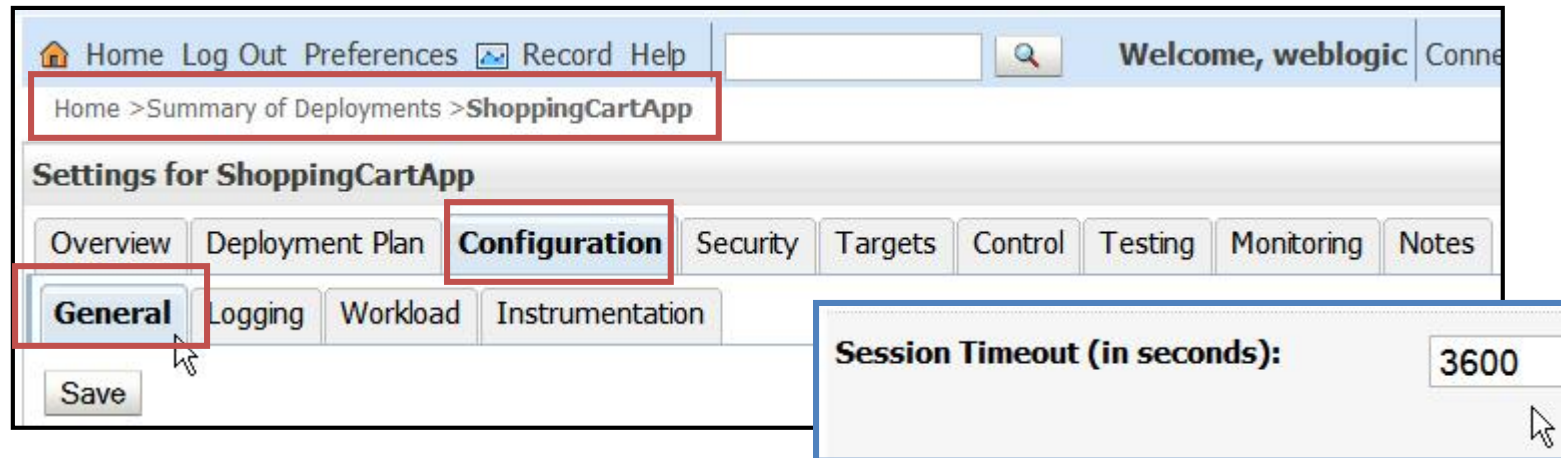 Home Log Out Preferences Record Help Welcome, weblogic Conne
Home >Summary of Deployments >ShoppingCartApp
Settings for ShoppingCartApp
Overview Deployment Plan Configuration Security Targets Control Testing Monitoring Notes
General Logging Workload Instrumentation
Save
Session Timeout (in seconds): 3600